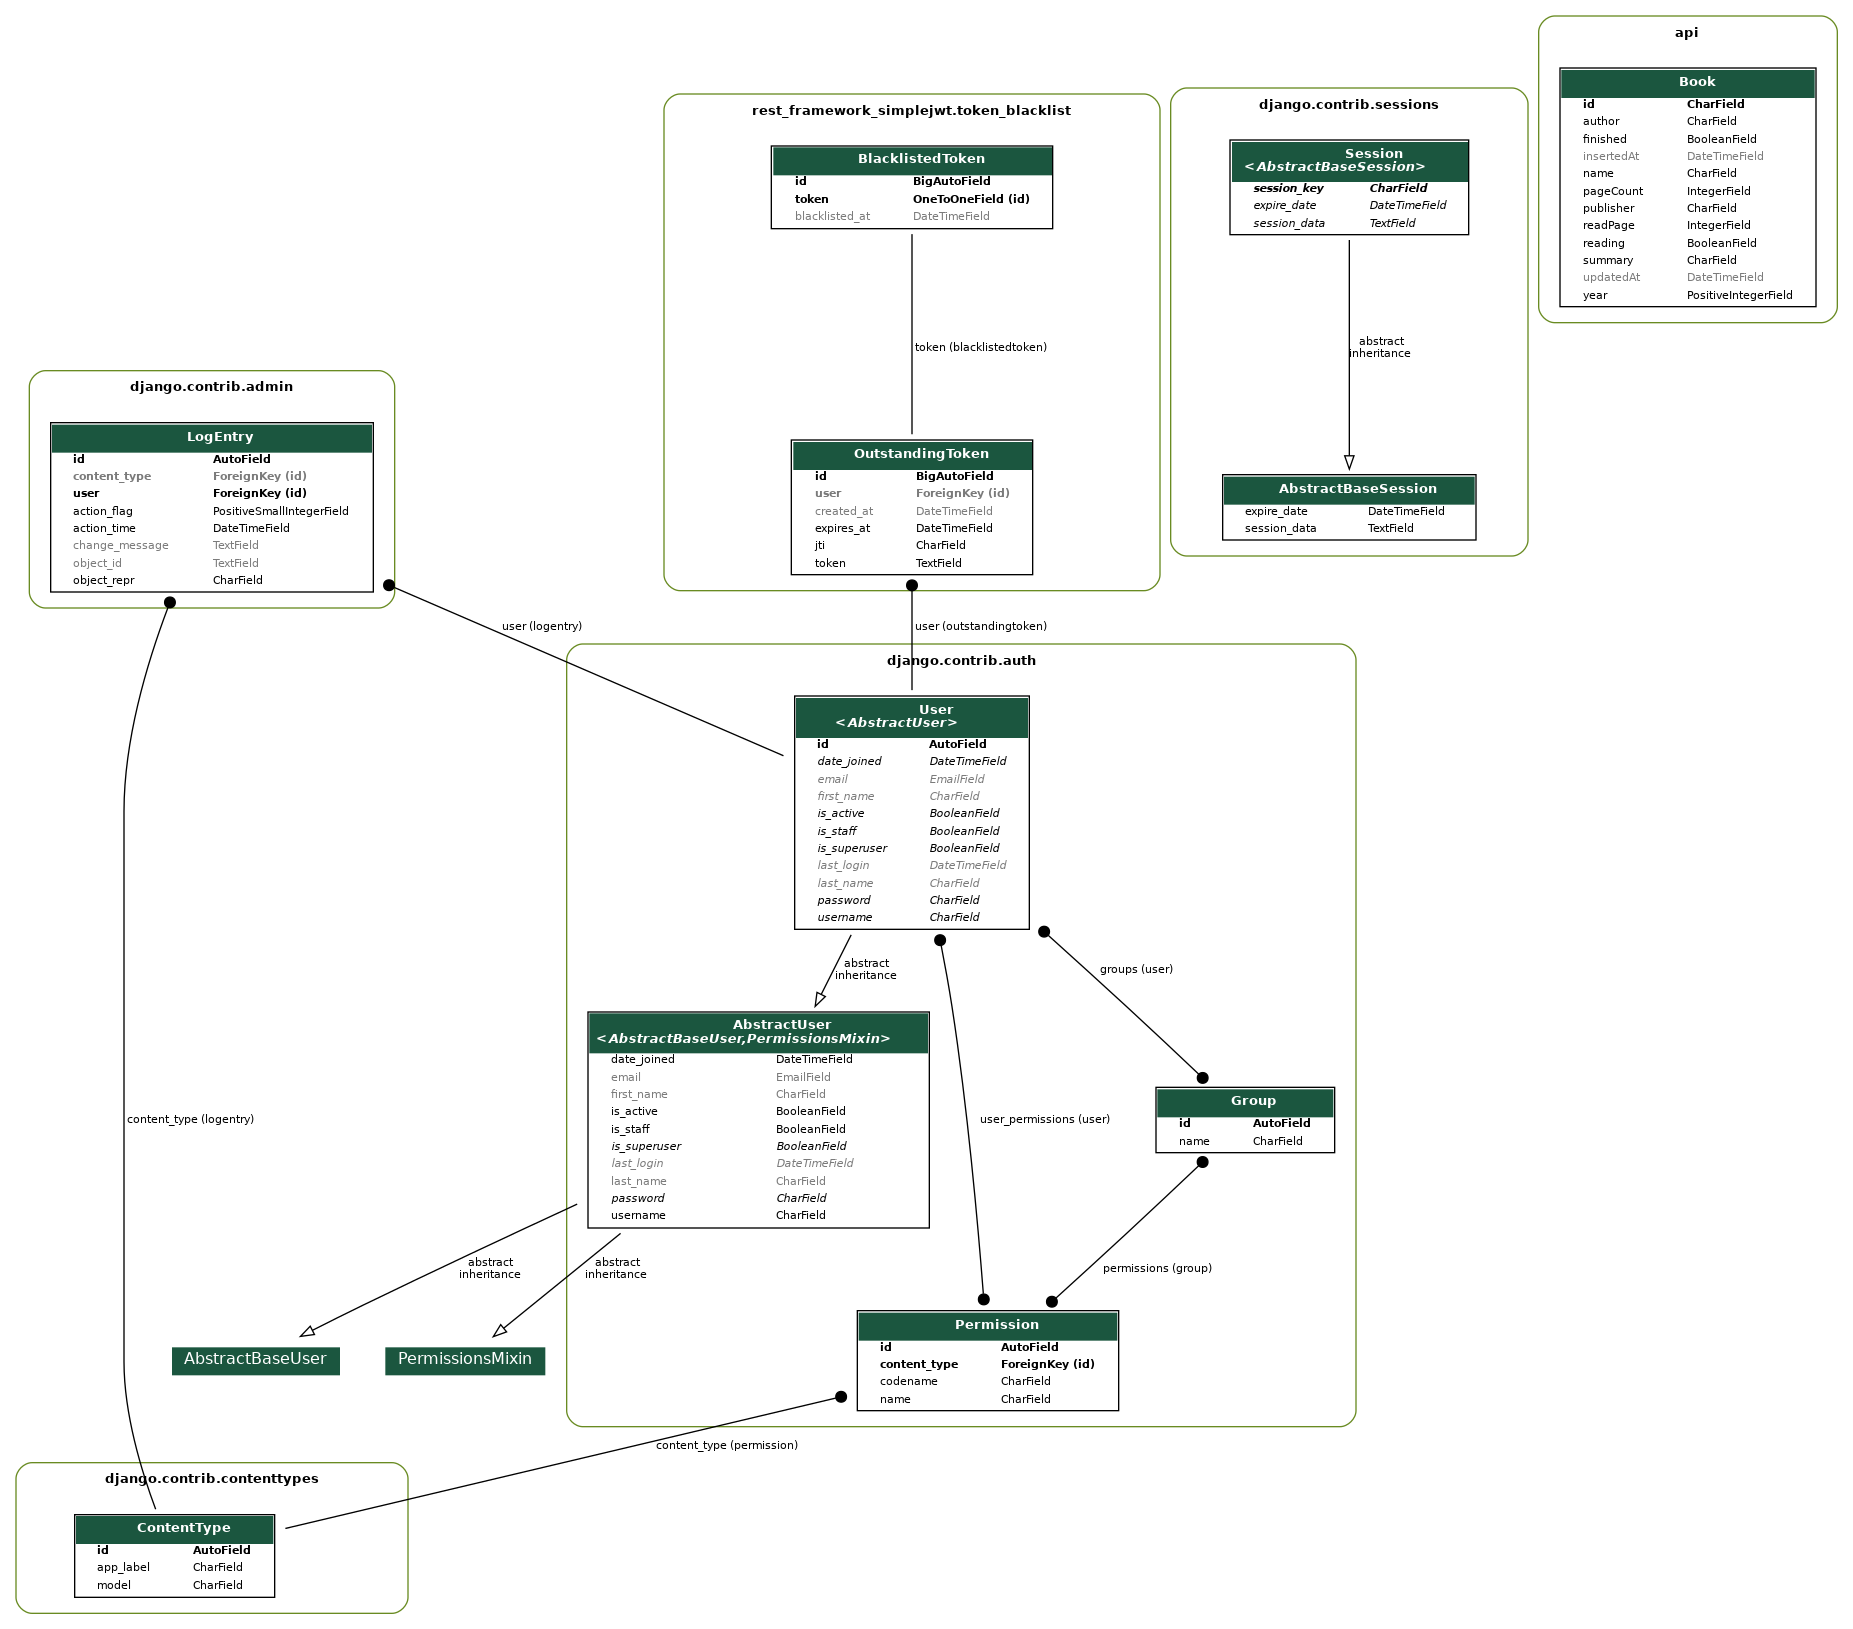 api
Book
id CharField
author CharField
finished BooleanField
insertedAt DateTimeField
name CharField
pageCount IntegerField
publisher CharField
readPage IntegerField
reading BooleanField
summary CharField
updatedAt DateTimeField
year PositiveIntegerField
rest_framework_simplejwt.token_blacklist
BlacklistedToken
id BigAutoField
token OneToOneField (id)
blacklisted_at DateTimeField
token (blacklistedtoken)
OutstandingToken
id BigAutoField
user ForeignKey (id)
created_at DateTimeField
expires_at DateTimeField
jti CharField
token TextField
user (outstandingtoken)
django.contrib.sessions
Session
<AbstractBaseSession>
session_key CharField
expire_date DateTimeField
session_data TextField
abstract
inheritance
AbstractBaseSession
expire_date DateTimeField
session_data TextField
django.contrib.admin
LogEntry
id AutoField
content_type ForeignKey (id)
user ForeignKey (id)
action_flag PositiveSmallIntegerField
action_time DateTimeField
change_message TextField
object_id TextField
object_repr CharField
user (logentry)
content_type (logentry)
django.contrib.auth
User
<AbstractUser>
id AutoField
date_joined DateTimeField
email EmailField
first_name CharField
is_active BooleanField
is_staff BooleanField
is_superuser BooleanField
last_login DateTimeField
last_name CharField
password CharField
username CharField
abstract
inheritance
groups (user)
user_permissions (user)
AbstractUser
<AbstractBaseUser,PermissionsMixin>
date_joined DateTimeField
email EmailField
first_name CharField
is_active BooleanField
is_staff BooleanField
is_superuser BooleanField
last_login DateTimeField
last_name CharField
password CharField
username CharField
Group
id AutoField
name CharField
permissions (group)
abstract
inheritance
abstract
inheritance
AbstractBaseUser
PermissionsMixin
Permission
id AutoField
content_type ForeignKey (id)
codename CharField
name CharField
content_type (permission)
django.contrib.contenttypes
ContentType
id AutoField
app_label CharField
model CharField